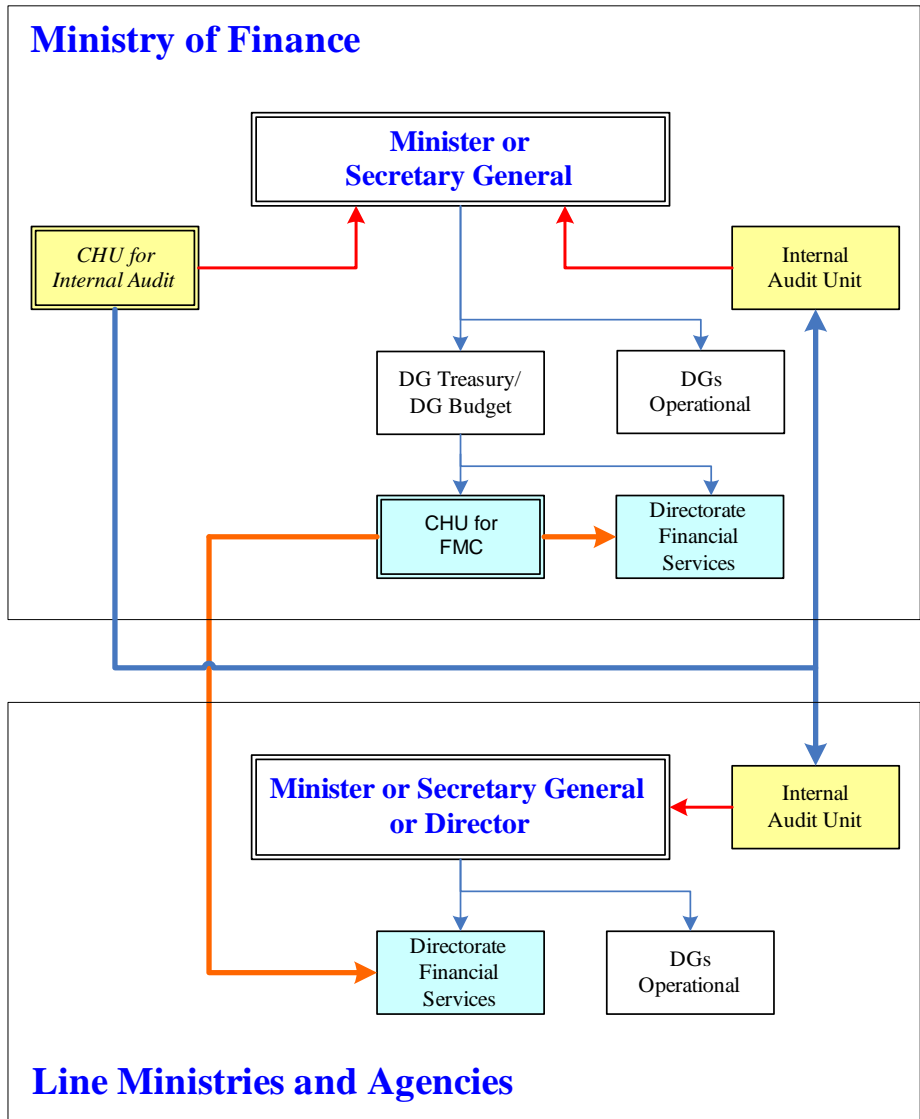 Ministry of Finance
Minister or
Secretary General
CHU for
Internal Audit
Internal
Audit Unit
DG Treasury/
DG Budget
DGs
Operational
CHU for
FMC
Directorate
Financial
Services
Minister or Secretary General
or Director
Internal
Audit Unit
Directorate
Financial
Services
DGs
Operational
Line Ministries and Agencies